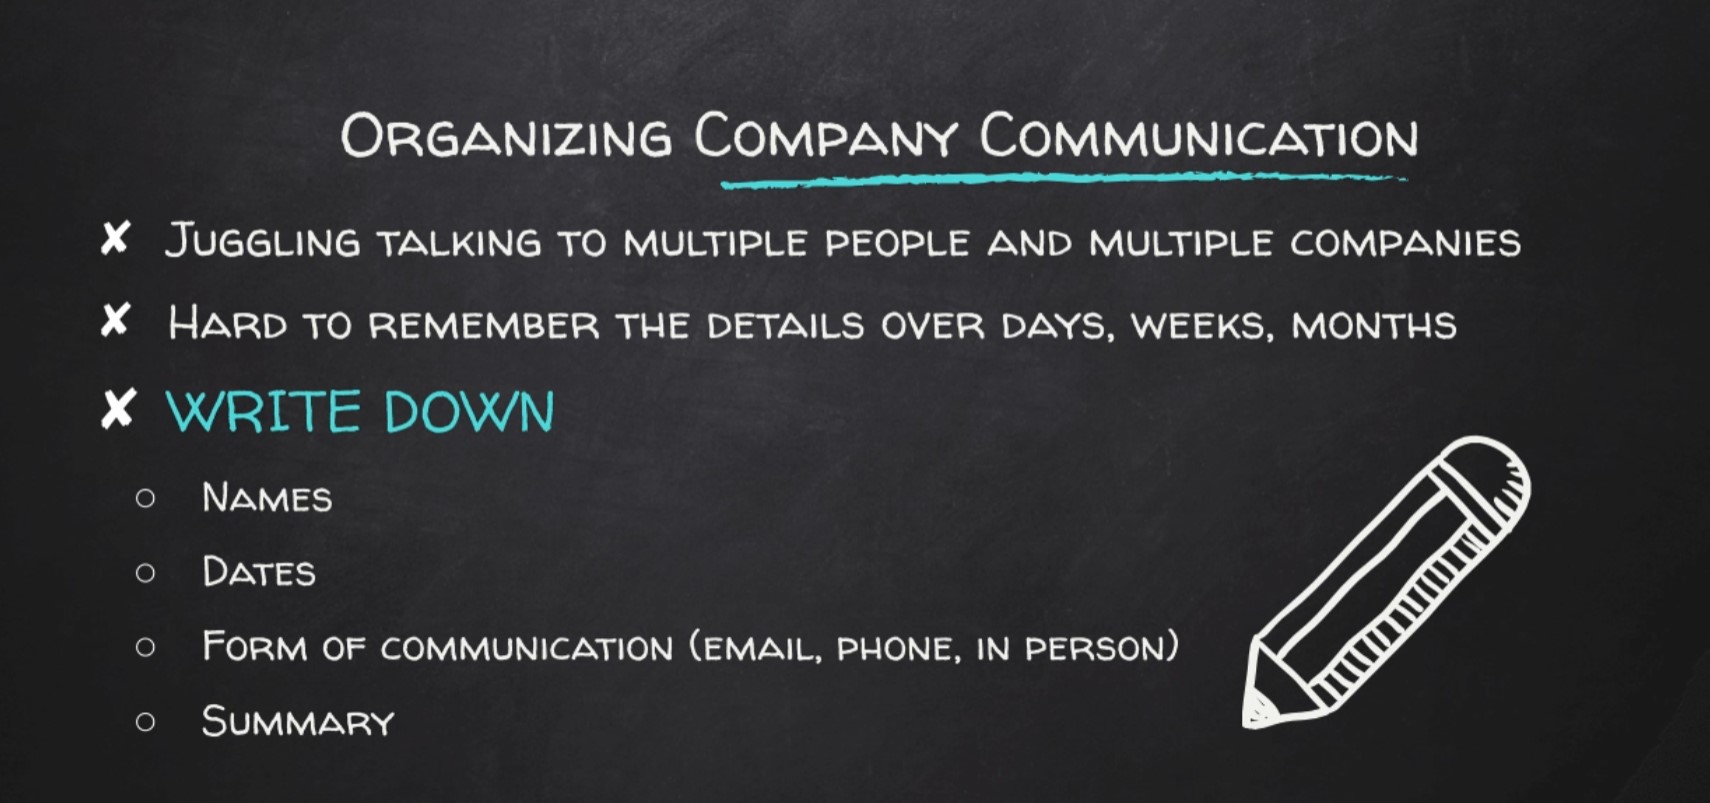 Organizing Company Communication
✘ Juggling talking to multiple people and multiple companies
✘ Hard to remember the details over days, weeks, months
✘ WRITE DOWN
○ Names
○ Dates
○ Form of communication (email, phone, in person)
○ Summary